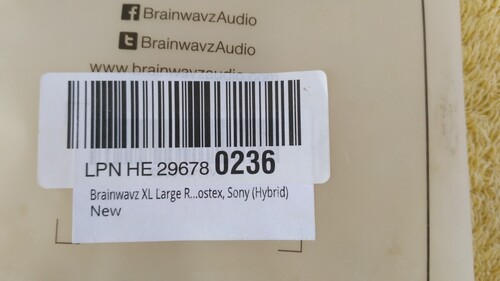 BrainwavzAudio
BrainwavzAudio
www.brainwavzaudio
LPN HE 29678 0236
Brainwavz XL Large R...ostex, Sony (Hybrid)
New